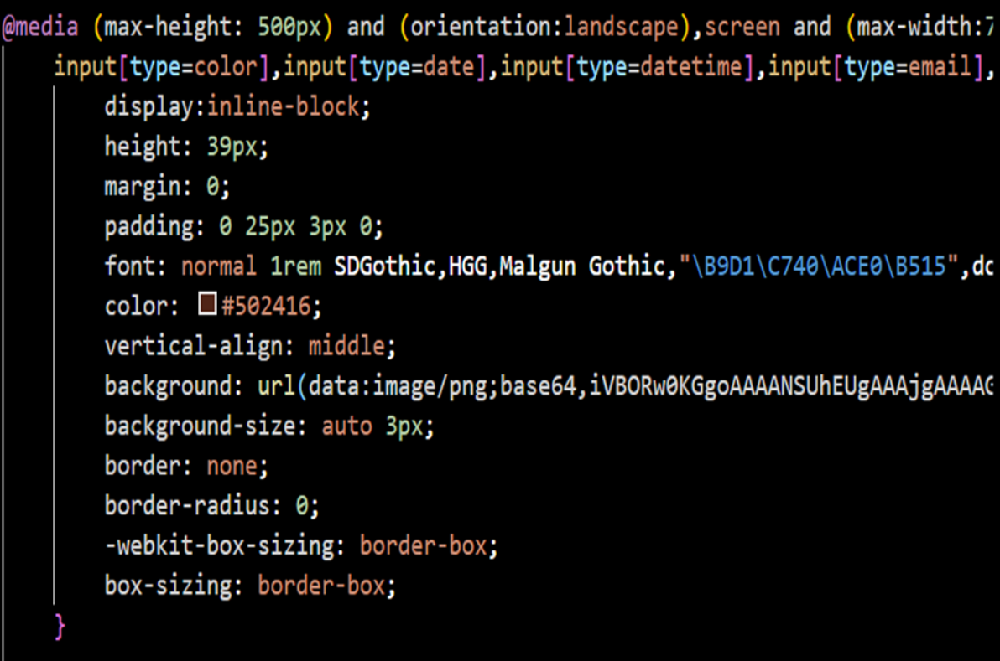 @media (max-height: 500px) and (orientation:landscape),screen and (max-width:7
input[type=color],input[type=date],input[type=datetime],input[type=email],
display:inline-block;
height: 39px;
margin: 0;
padding: 0 25px 3px 0;
font: normal 1rem SDGothic,HGG,Malgun Gothic,"\B9D1\C740\ACE0\B515",do
color: #502416;
vertical-align: middle;
background: url(data:image/png;base64,iVBORw0KGgoAAAANSUhEUgAAAjgAAAAG
background-size: auto 3px;
border: none;
border-radius: 0;
-webkit-box-sizing: border-box;
box-sizing: border-box;
}